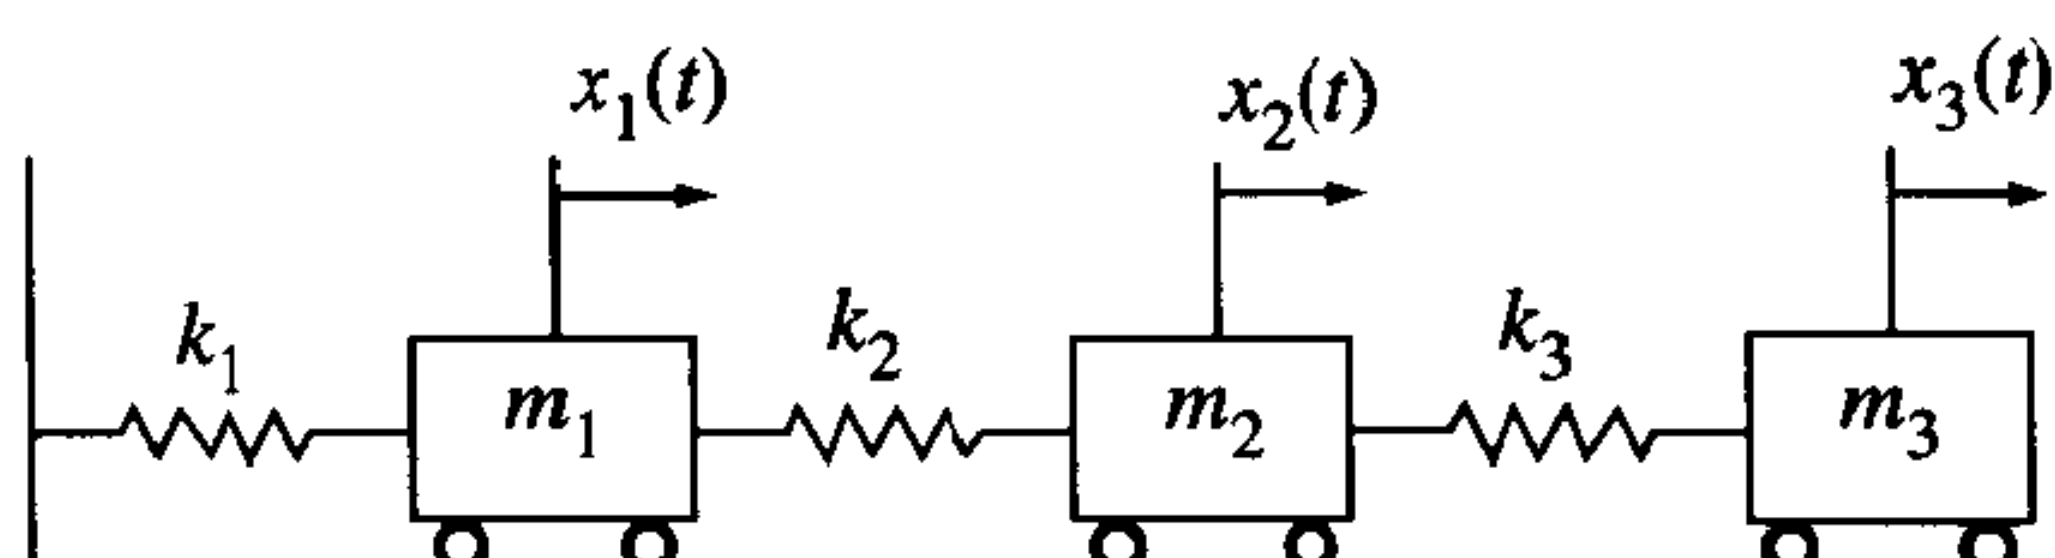 x₁(t) x₂(t) x₃(t)
k₁ k₂ k₃
m₁ m₂ m₃